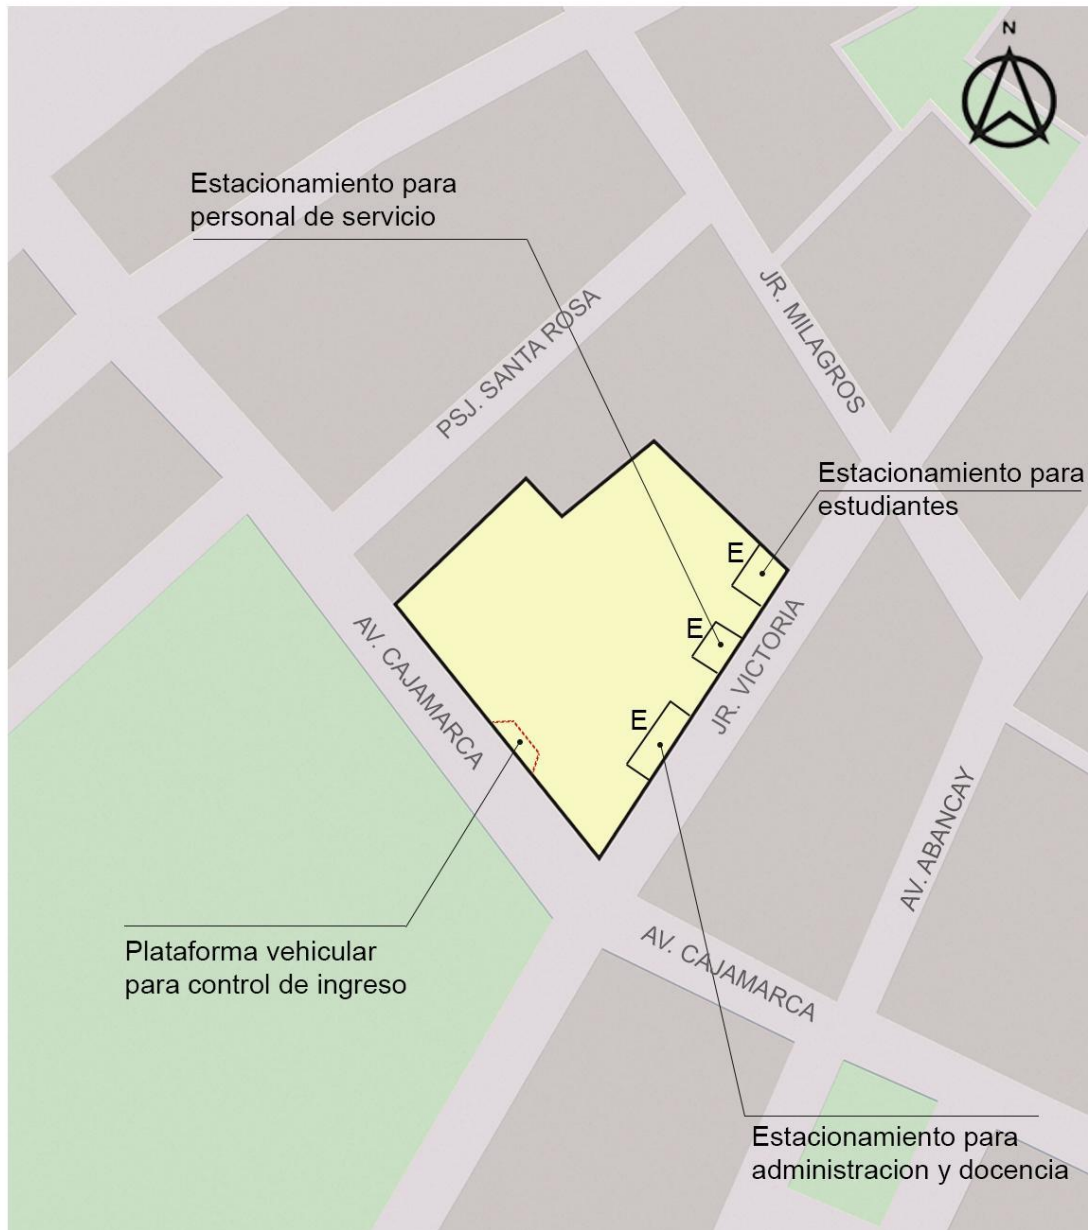 N
Estacionamiento para
personal de servicio
JR. MILAGROS
PSJ. SANTA ROSA
Estacionamiento para
estudiantes
E
E
E
JR. VICTORIA
AV. CAJAMARCA
AV. ABANCAY
Plataforma vehicular
para control de ingreso
AV. CAJAMARCA
Estacionamiento para
administracion y docencia